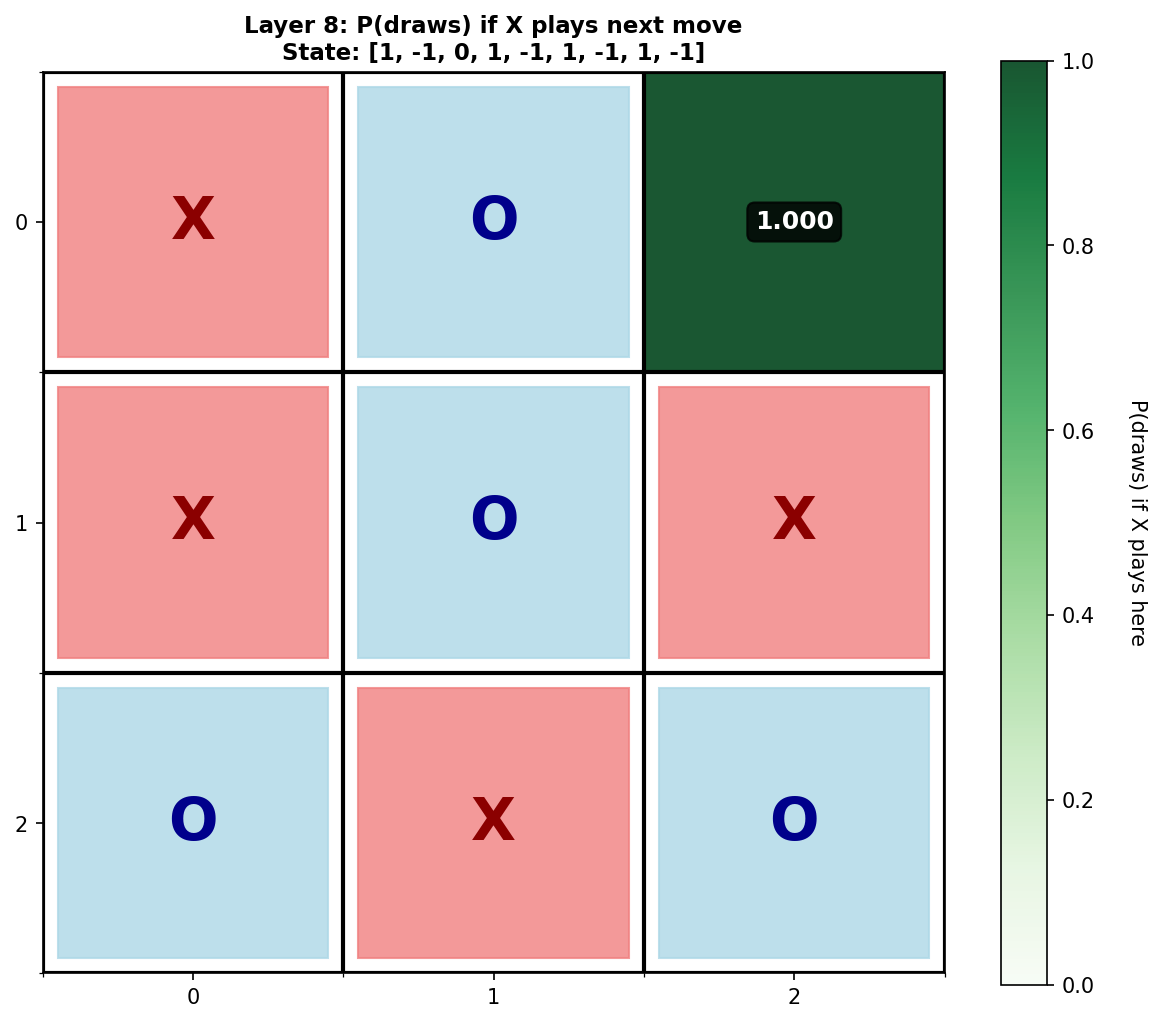 Layer 8: P(draws) if X plays next move
State: [1, -1, 0, 1, -1, 1, -1, 1, -1]
0
X
O
1.000
1
X
O
X
2
O
X
O
0
1
2
1.0
0.8
0.6
0.4
0.2
0.0
P(draws) if X plays here